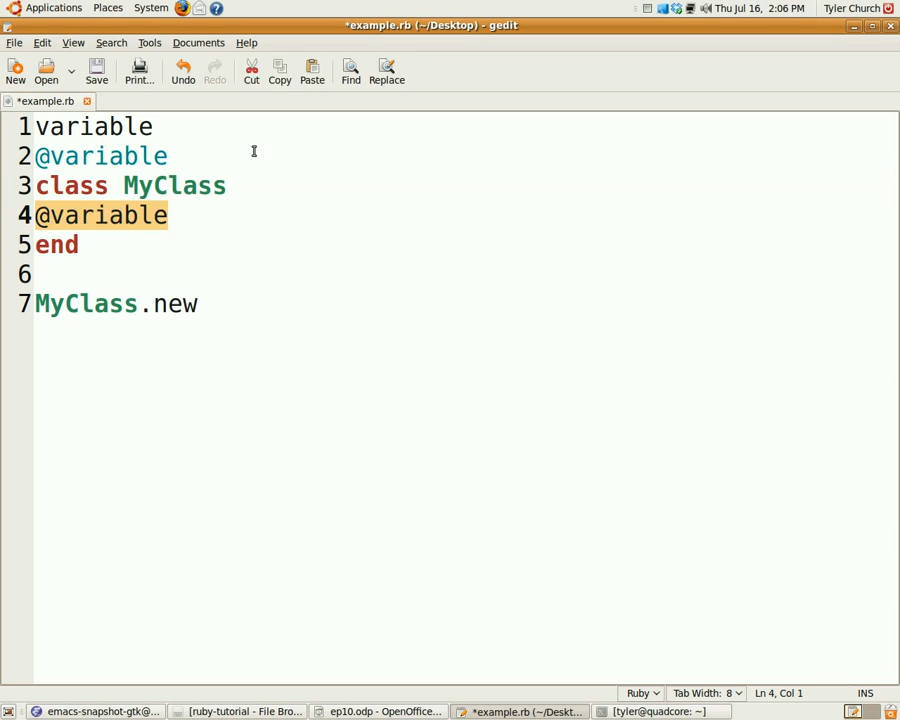 Applications Places System Thu Jul 16, 2:06 PM Tyler Church
*example.rb (~/Desktop) - gedit
File Edit View Search Tools Documents Help
New Open Save Print... Undo Redo Cut Copy Paste Find Replace
*example.rb
1 variable
2 @variable
3 class MyClass
4 @variable
5 end
6
7 MyClass.new
Ruby Tab Width: 8 Ln 4, Col 1 INS
emacs-snapshot-gtk@... [ruby-tutorial - File Bro... ep10.odp - OpenOffice... *example.rb (~/Deskt... [tyler@quadcore: ~]